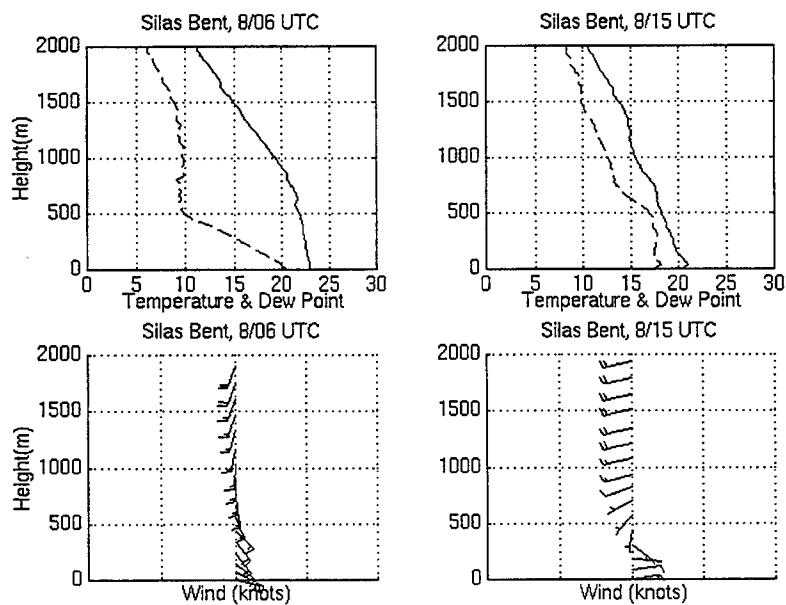 Silas Bent, 8/06 UTC
2000
1500
1000
500
0
Height(m)
0 5 10 15 20 25 30
Temperature & Dew Point
Silas Bent, 8/15 UTC
2000
1500
1000
500
0
0 5 10 15 20 25 30
Temperature & Dew Point
Silas Bent, 8/06 UTC
2000
1500
1000
500
0
Height(m)
Wind (knots)
Silas Bent, 8/15 UTC
2000
1500
1000
500
0
Wind (knots)